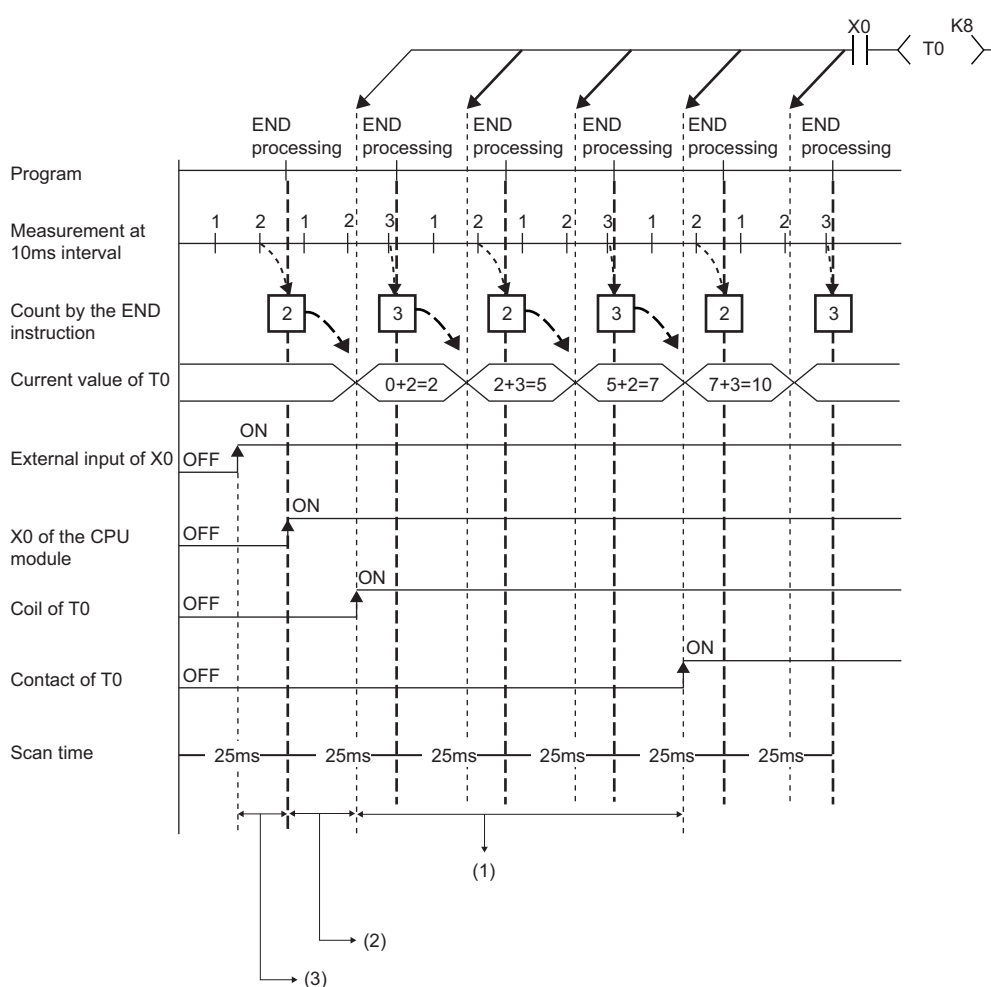 X0 K8
T0
END processing END processing END processing END processing END processing END processing
Program
Measurement at 10ms interval
1 2 1 2 3 1 2 1 2 3 1 2 1 2 3
Count by the END instruction
2 3 2 3 2 3
Current value of T0
0+2=2 2+3=5 5+2=7 7+3=10
External input of X0 OFF ON
X0 of the CPU module OFF ON
Coil of T0 OFF ON
Contact of T0 OFF ON
Scan time
25ms 25ms 25ms 25ms 25ms 25ms
(1)
(2)
(3)